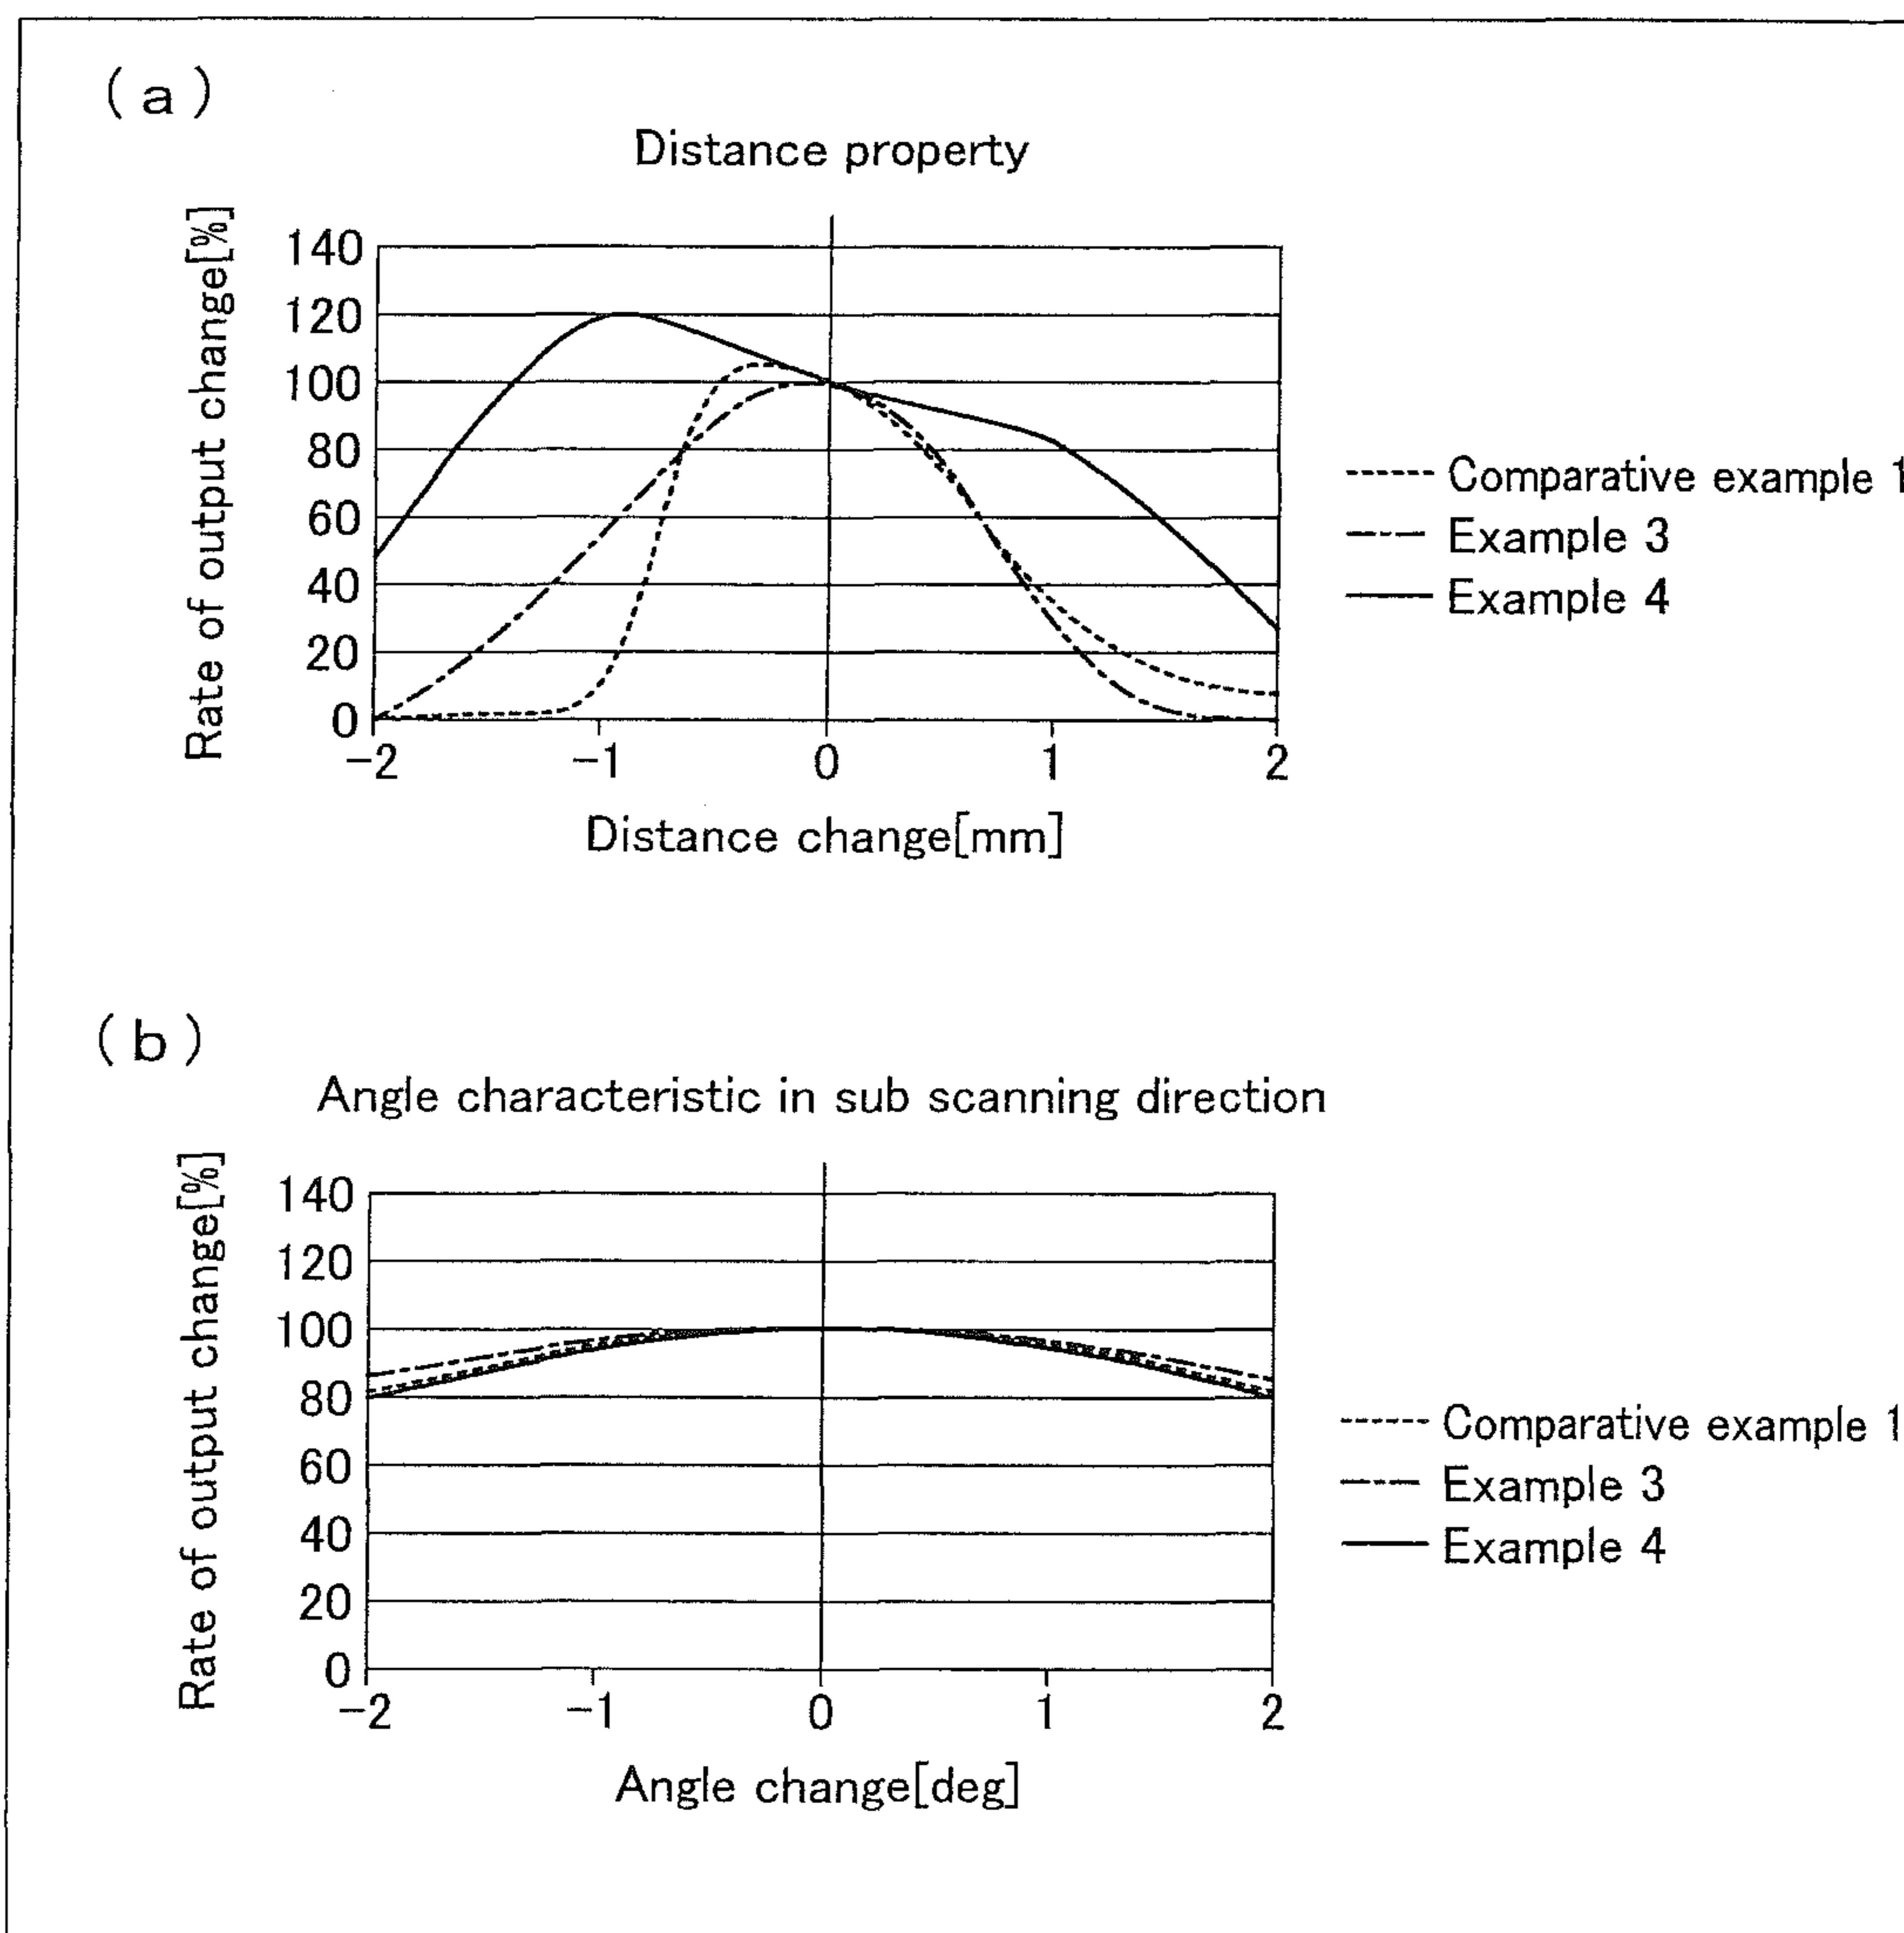 (a)
Distance property
Rate of output change[%]
140
120
100
80
60
40
20
0
-2
-1
0
1
2
Distance change[mm]
Comparative example 1
Example 3
Example 4
(b)
Angle characteristic in sub scanning direction
Rate of output change[%]
140
120
100
80
60
40
20
0
-2
-1
0
1
2
Angle change[deg]
Comparative example 1
Example 3
Example 4